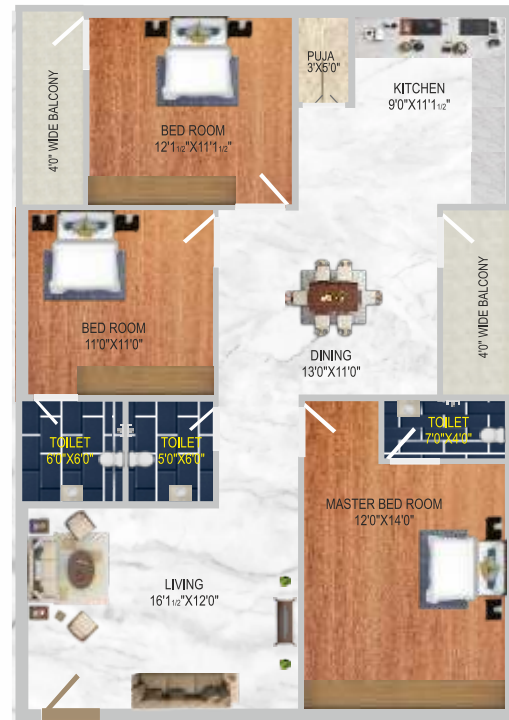 PUJA
3'X5'0"
KITCHEN
9'0"X11'1 1/2"
4'0" WIDE BALCONY
BED ROOM
12'1 1/2"X11'1 1/2"
BED ROOM
11'0"X11'0"
DINING
13'0"X11'0"
4'0" WIDE BALCONY
TOILET
6'0"X6'0"
TOILET
5'0"X6'0"
TOILET
7'0"X4'0"
MASTER BED ROOM
12'0"X14'0"
LIVING
16'1 1/2"X12'0"